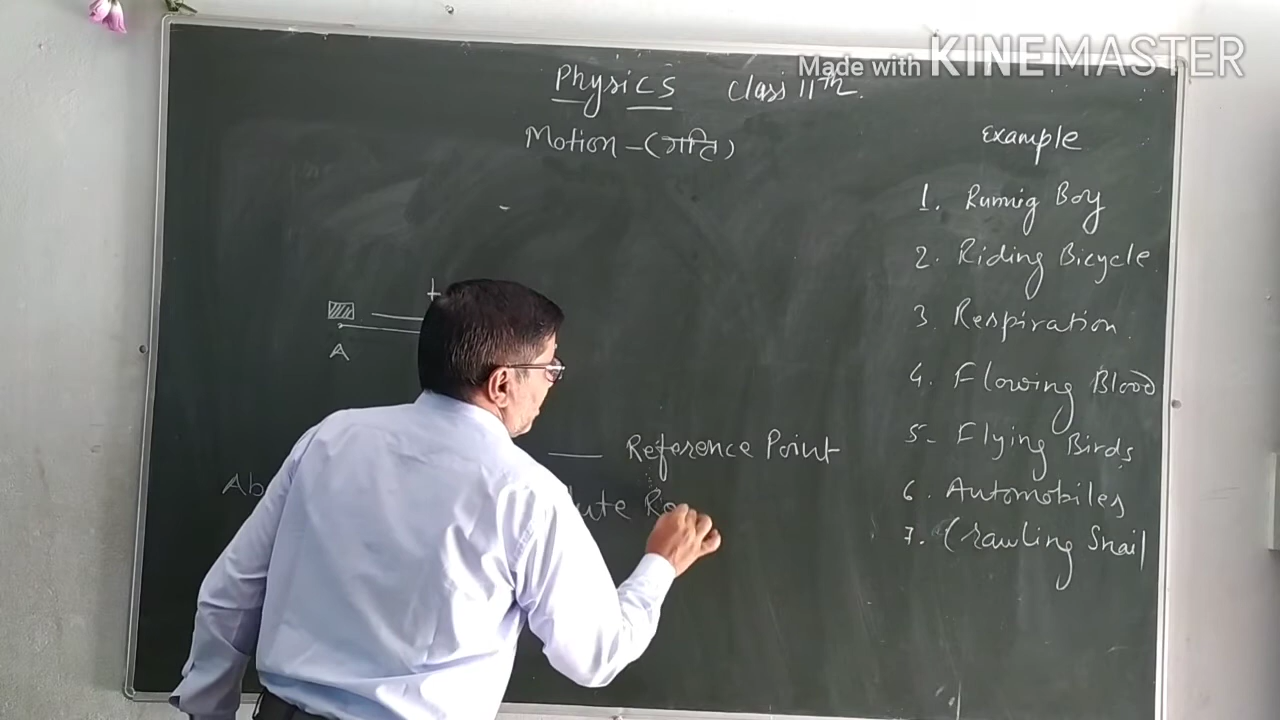 Made with KINEMASTER
Physics Class 11th.
Motion - (गति)
Example
1. Runnig Boy
2. Riding Bicycle
3. Respiration
4. Flowing Blood
5- Flying Birds
6. Automobiles
7. Crawling Snail
A
Reference Point